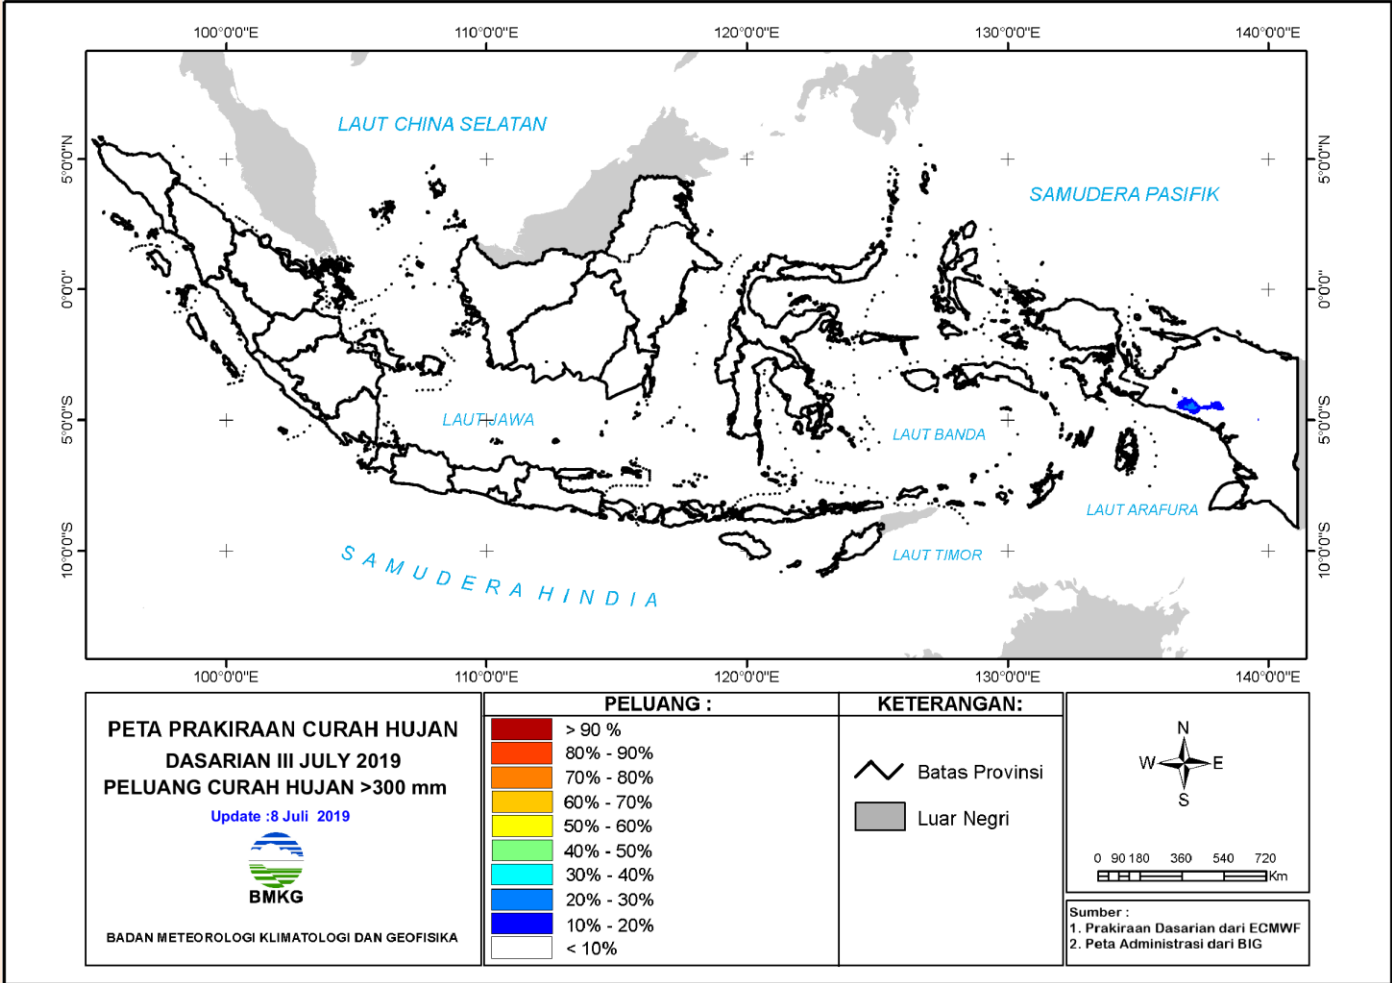 100°0'0"E 110°0'0"E 120°0'0"E 130°0'0"E 140°0'0"E
5°0'0"N
0°0'0"
5°0'0"S
10°0'0"S
LAUT CHINA SELATAN
SAMUDERA PASIFIK
LAUT JAWA
LAUT BANDA
LAUT ARAFURA
LAUT TIMOR
SAMUDERA HINDIA
5°0'0"N
0°0'0"
5°0'0"S
10°0'0"S
100°0'0"E 110°0'0"E 120°0'0"E 130°0'0"E 140°0'0"E
PETA PRAKIRAAN CURAH HUJAN
DASARIAN III JULY 2019
PELUANG CURAH HUJAN >300 mm
Update :8 Juli 2019
BMKG
BADAN METEOROLOGI KLIMATOLOGI DAN GEOFISIKA
PELUANG :
> 90 %
80% - 90%
70% - 80%
60% - 70%
50% - 60%
40% - 50%
30% - 40%
20% - 30%
10% - 20%
< 10%
KETERANGAN:
Batas Provinsi
Luar Negri
N
W E
S
0 90 180 360 540 720
Km
Sumber :
1. Prakiraan Dasarian dari ECMWF
2. Peta Administrasi dari BIG